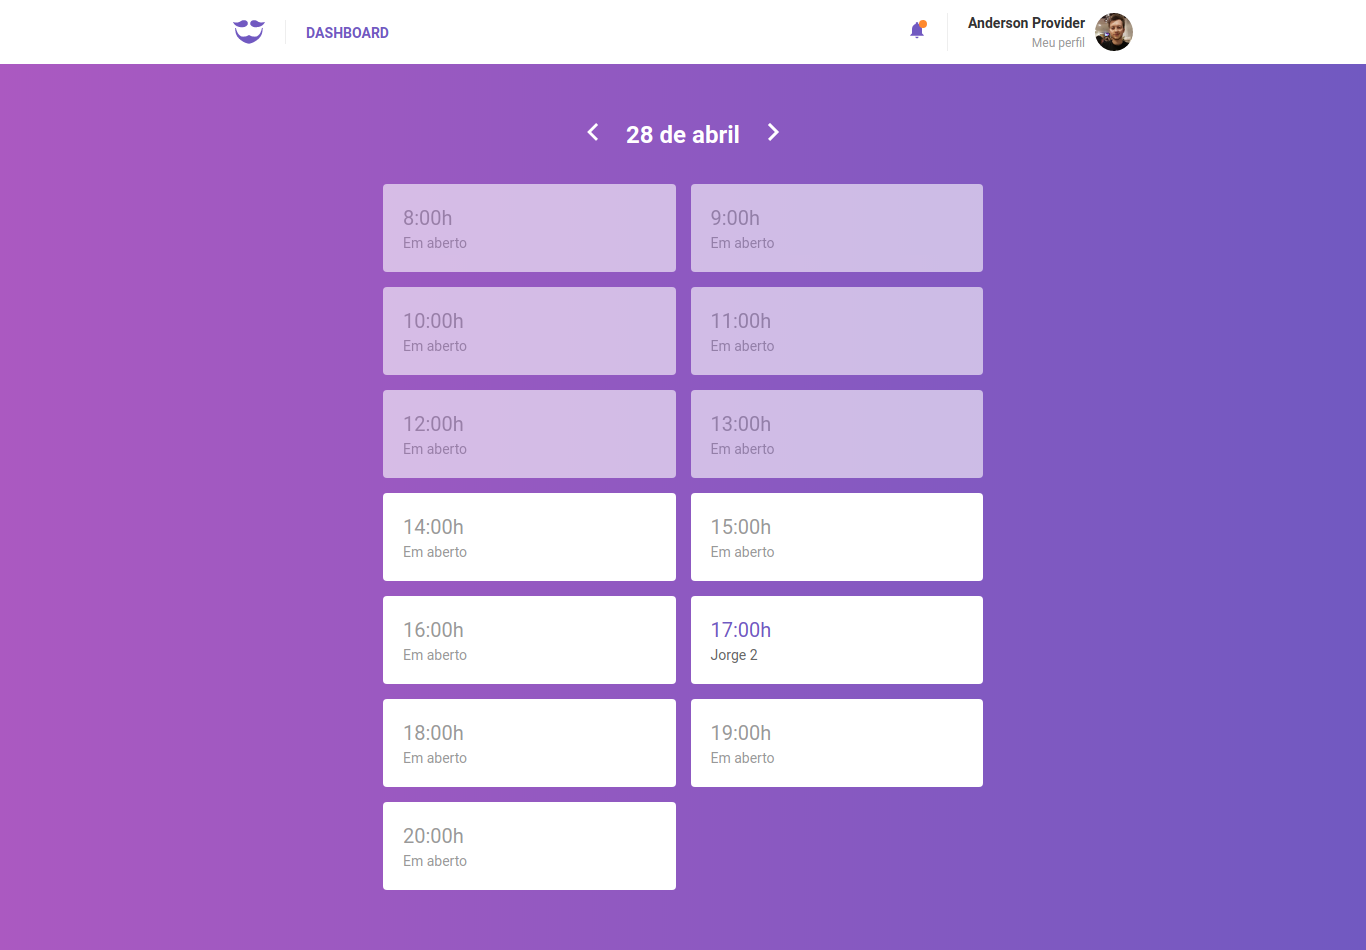 DASHBOARD
Anderson Provider
Meu perfil
28 de abril
8:00h
Em aberto
9:00h
Em aberto
10:00h
Em aberto
11:00h
Em aberto
12:00h
Em aberto
13:00h
Em aberto
14:00h
Em aberto
15:00h
Em aberto
16:00h
Em aberto
17:00h
Jorge 2
18:00h
Em aberto
19:00h
Em aberto
20:00h
Em aberto